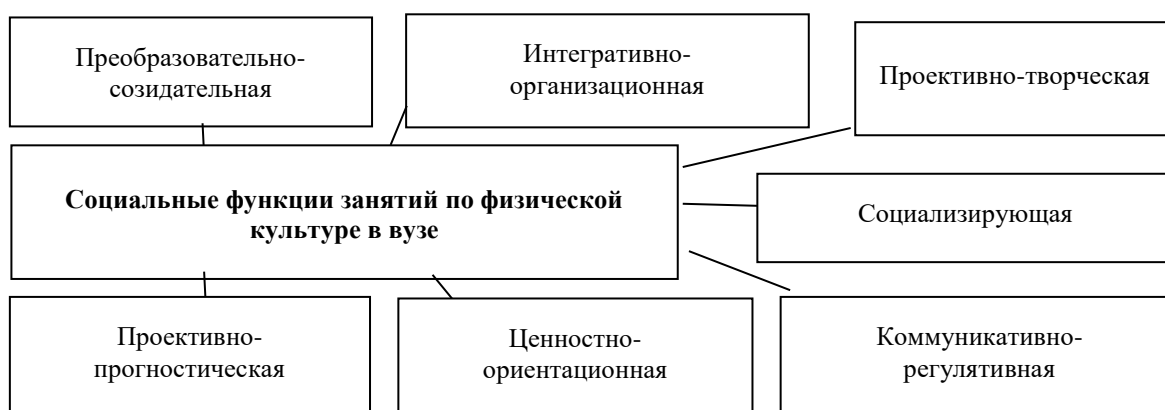 Преобразовательно-
созидательная
Интегративно-
организационная
Проективно-творческая
Социальные функции занятий по физической
культуре в вузе
Социализирующая
Проективно-
прогностическая
Ценностно-
ориентационная
Коммуникативно-
регулятивная